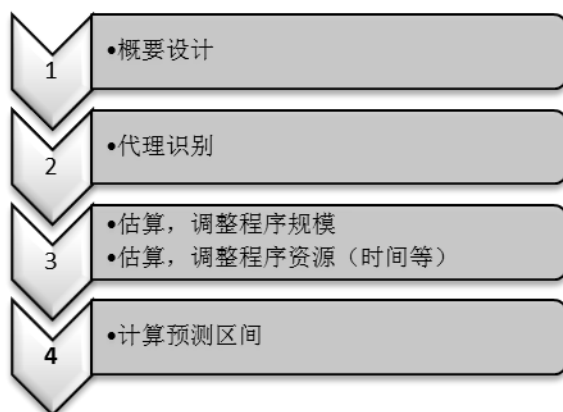 1
•概要设计
2
•代理识别
3
•估算，调整程序规模
•估算，调整程序资源（时间等）
4
•计算预测区间